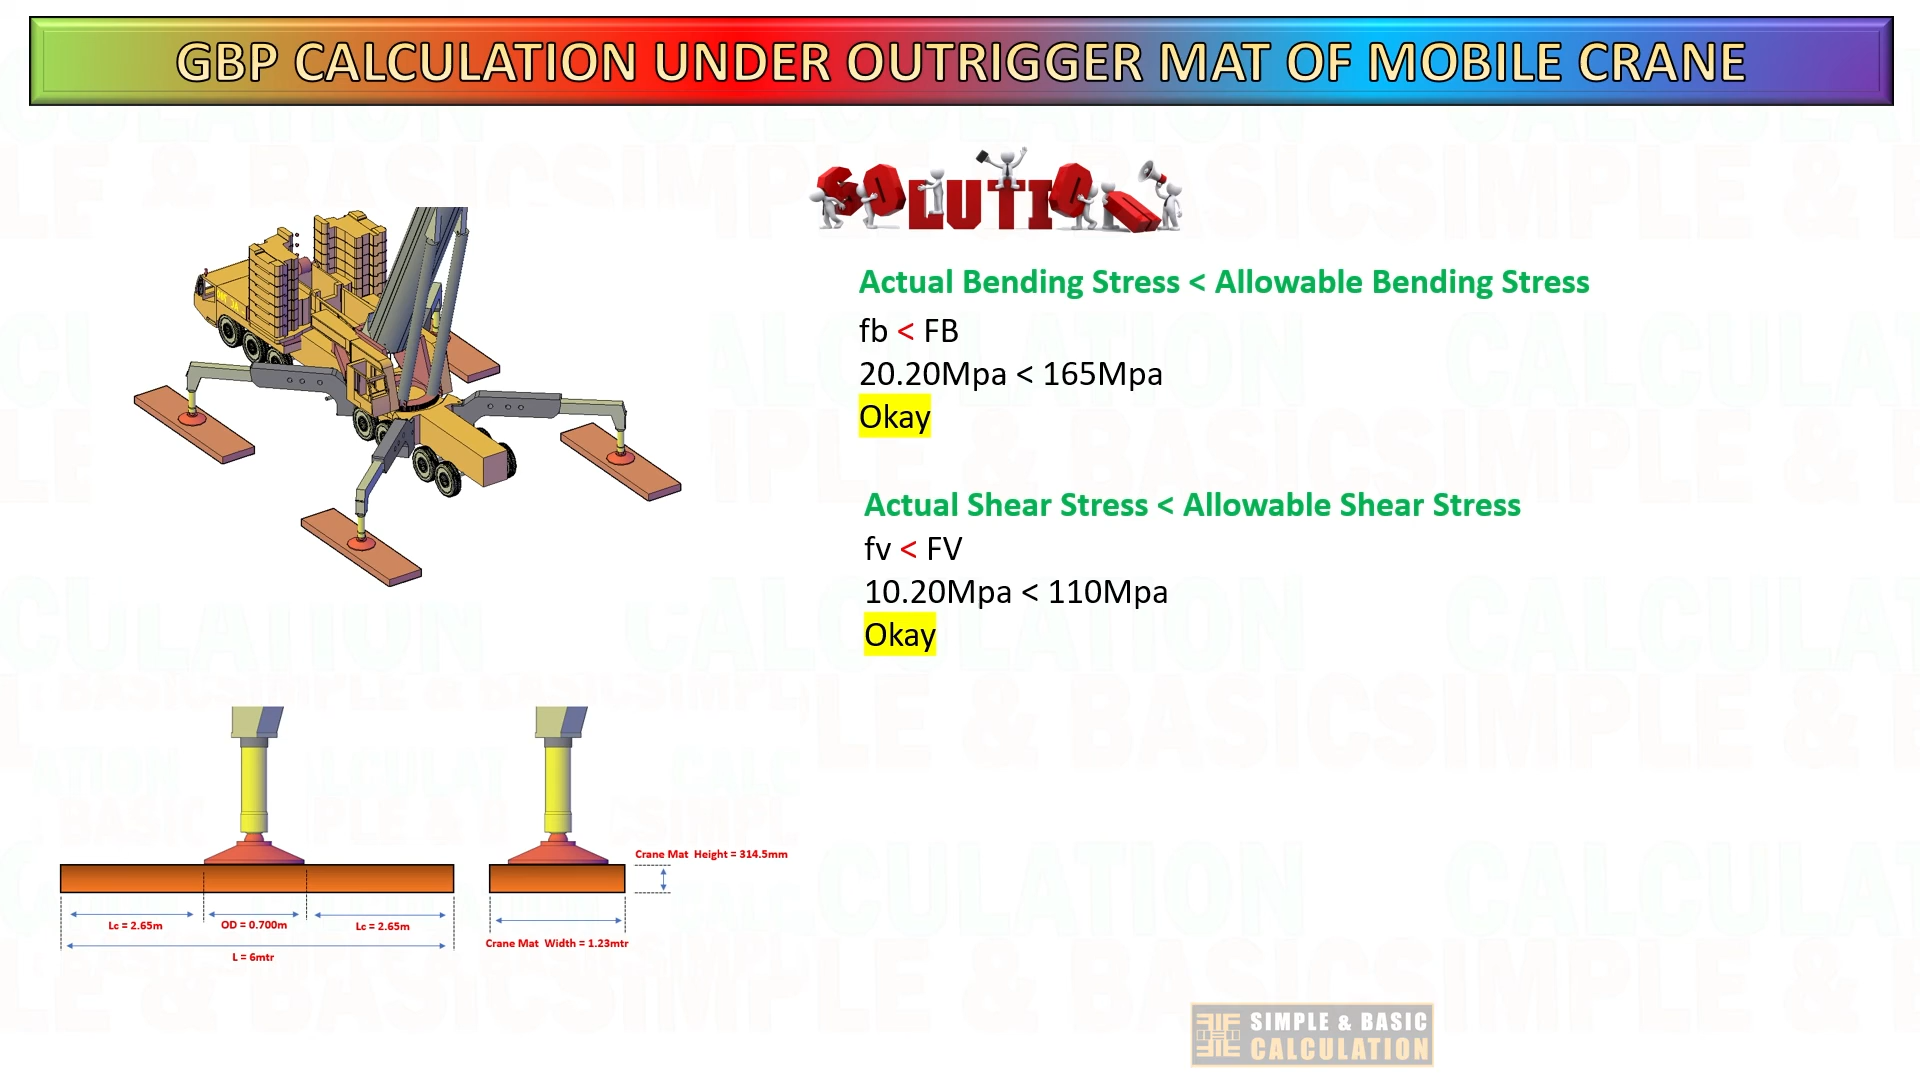 GBP CALCULATION UNDER OUTRIGGER MAT OF MOBILE CRANE
SOLUTION
Actual Bending Stress < Allowable Bending Stress
fb < FB
20.20Mpa < 165Mpa
Okay
Actual Shear Stress < Allowable Shear Stress
fv < FV
10.20Mpa < 110Mpa
Okay
Crane Mat Height = 314.5mm
Lc = 2.65m
OD = 0.700m
Lc = 2.65m
Crane Mat Width = 1.23mtr
L = 6mtr
SIMPLE & BASIC
CALCULATION